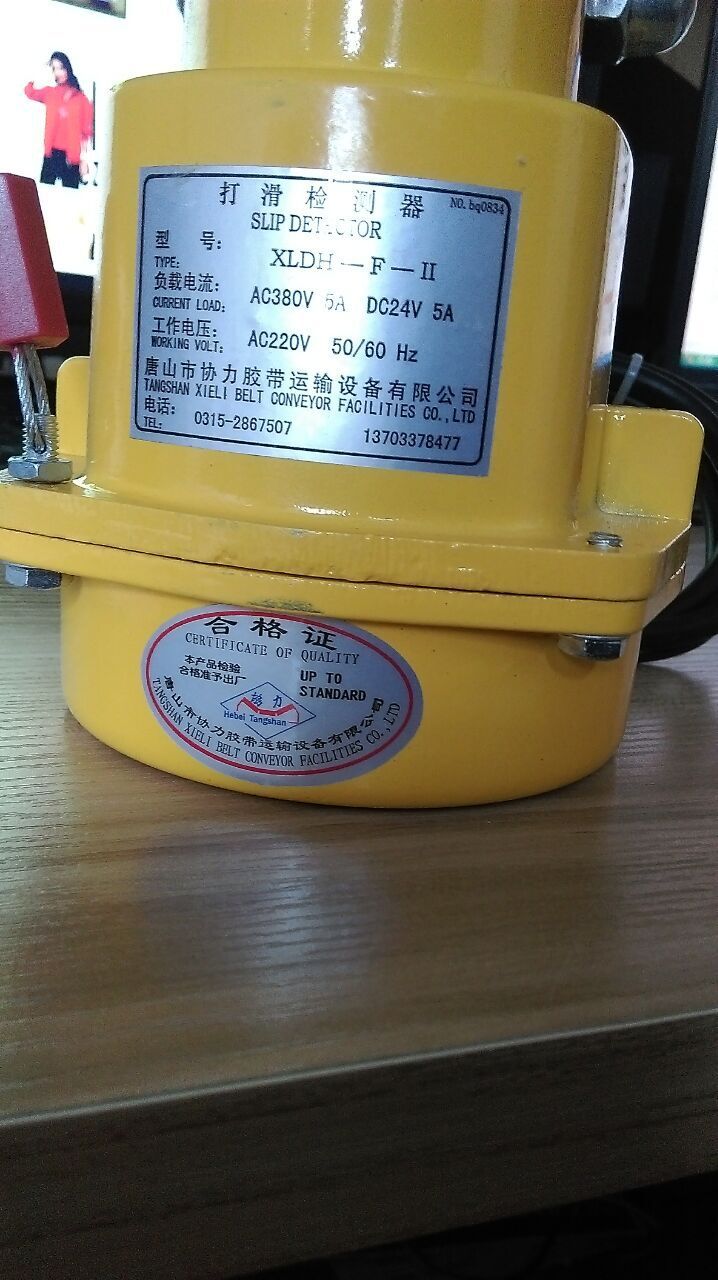 打滑检测器
NO. bq0834
SLIP DETECTOR
型 号：
TYPE:
XLDH－F－II
负载电流：
CURRENT LOAD:
AC380V 5A DC24V 5A
工作电压：
WORKING VOLT:
AC220V 50/60 Hz
唐山市协力胶带运输设备有限公司
TANGSHAN XIELI BELT CONVEYOR FACILITIES CO.,LTD
电话：
TEL:
0315-2867507 13703378477
合格证
CERTIFICATE OF QUALITY
本产品检验
合格准予出厂
UP TO
STANDARD
协力
Hebei Tangshan
唐山市协力胶带运输设备有限公司
TANGSHAN XIELI BELT CONVEYOR FACILITIES CO.,LTD